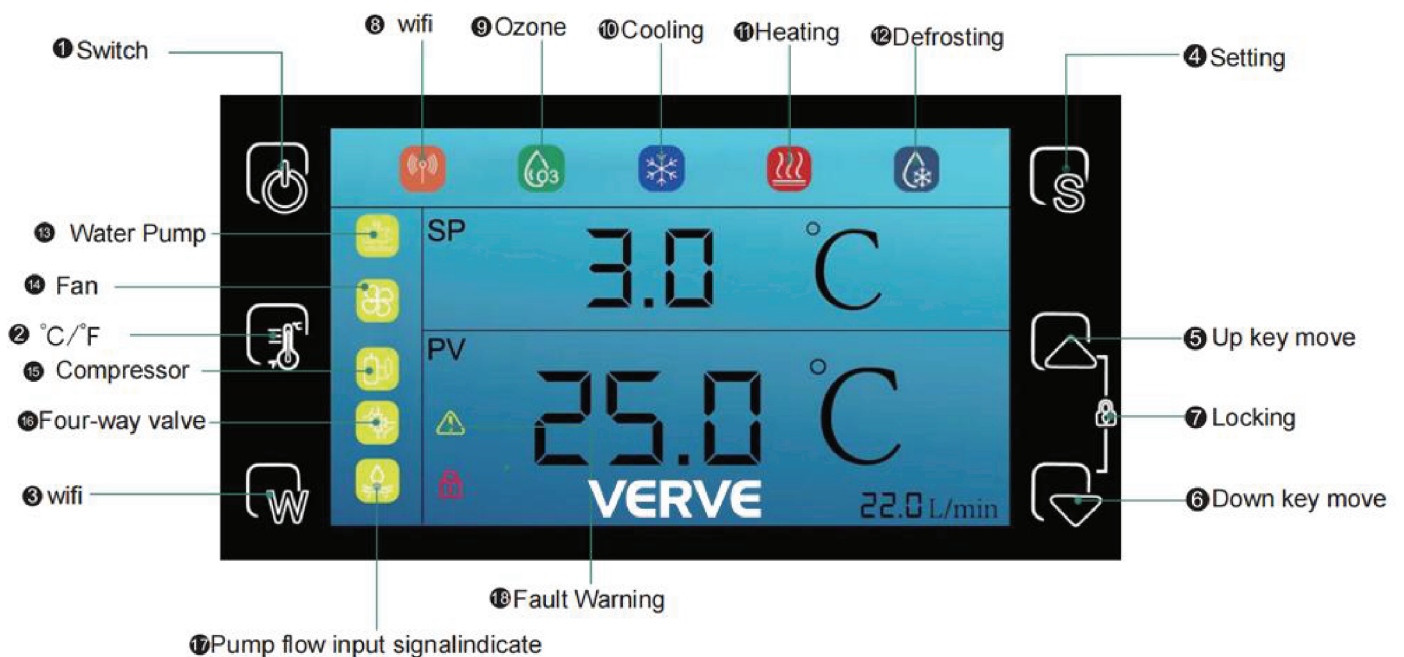 ❽ wifi
❾Ozone
❿Cooling
⓫Heating
⓬Defrosting
❶Switch
❹Setting
O3
S
⓭ Water Pump
SP
3.0 °C
⓮ Fan
❷ °C/°F
°C
°F
PV
❺Up key move
⓯ Compressor
25.0 °C
⓰Four-way valve
❼Locking
❸wifi
W
VERVE
22.0 L/min
❻Down key move
⓲Fault Warning
⓱Pump flow input signalindicate